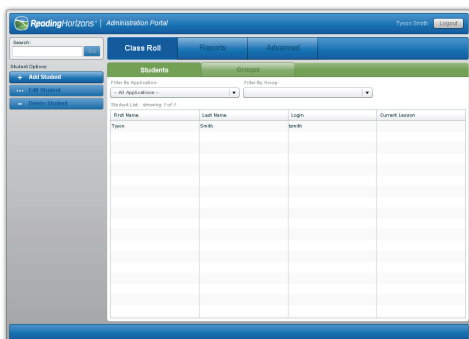 ReadingHorizons Administration Portal
Tyson Smith Logout
Search:
Go
Class Roll Reports Advanced
Student Options
+ Add Student
••• Edit Student
– Delete Student
Students Groups
Filter By Application: Filter By Group:
-- All Applications --
Student List: showing 1 of 1
First Name Last Name Login Current Lesson
Tyson Smith tsmith